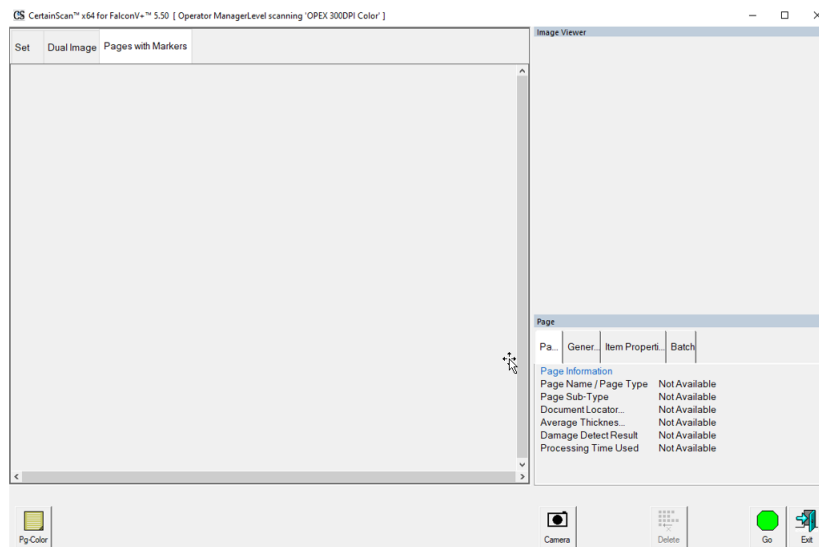 CS CertainScan™ x64 for FalconV+™ 5.50 [ Operator ManagerLevel scanning 'OPEX 300DPI Color' ]
Set Dual Image Pages with Markers
Image Viewer
Page
Pa... Gener... Item Properti... Batch
Page Information
Page Name / Page Type Not Available
Page Sub-Type Not Available
Document Locator... Not Available
Average Thicknes... Not Available
Damage Detect Result Not Available
Processing Time Used Not Available
Pg-Color Camera Delete Go Exit